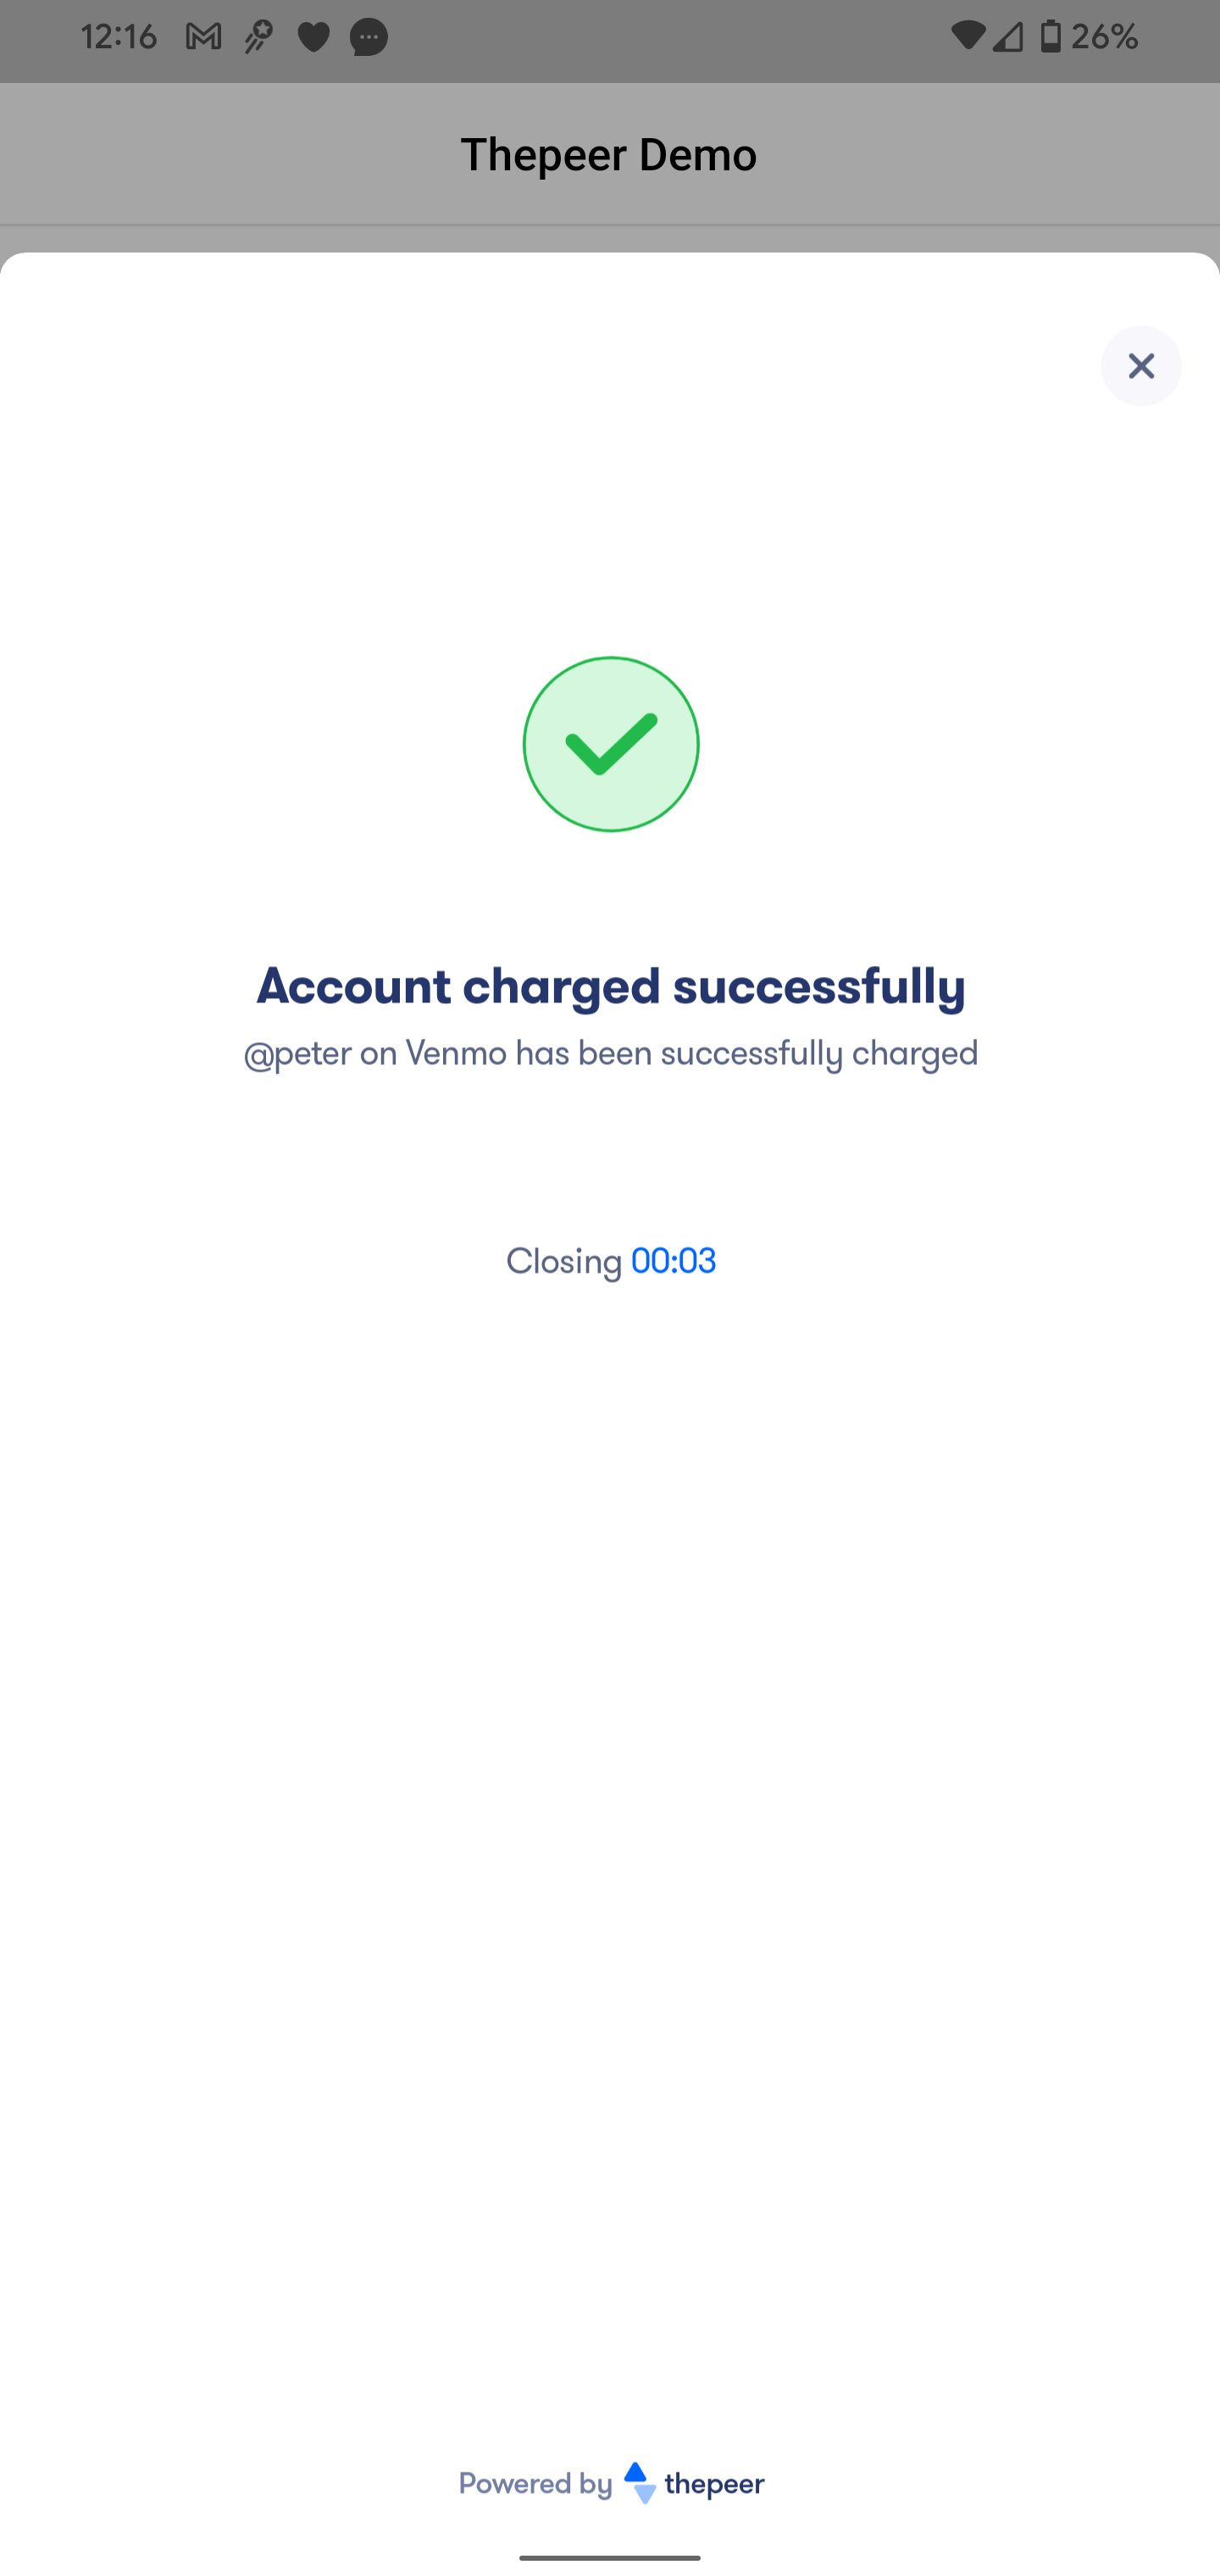 12:16
26%
Thepeer Demo
Account charged successfully
@peter on Venmo has been successfully charged
Closing 00:03
Powered by thepeer